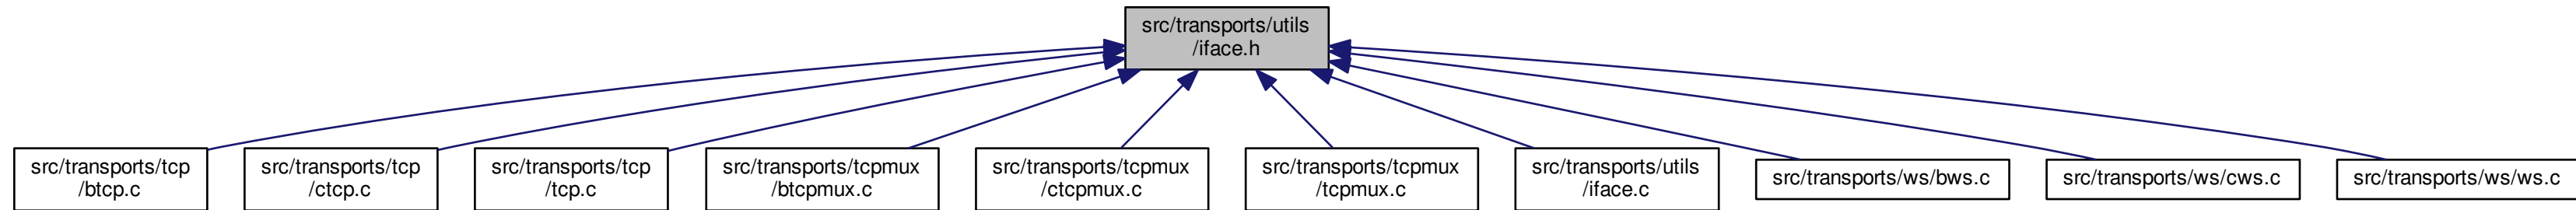 src/transports/utils
/iface.h
src/transports/tcp
/btcp.c
src/transports/tcp
/ctcp.c
src/transports/tcp
/tcp.c
src/transports/tcpmux
/btcpmux.c
src/transports/tcpmux
/ctcpmux.c
src/transports/tcpmux
/tcpmux.c
src/transports/utils
/iface.c
src/transports/ws/bws.c
src/transports/ws/cws.c
src/transports/ws/ws.c